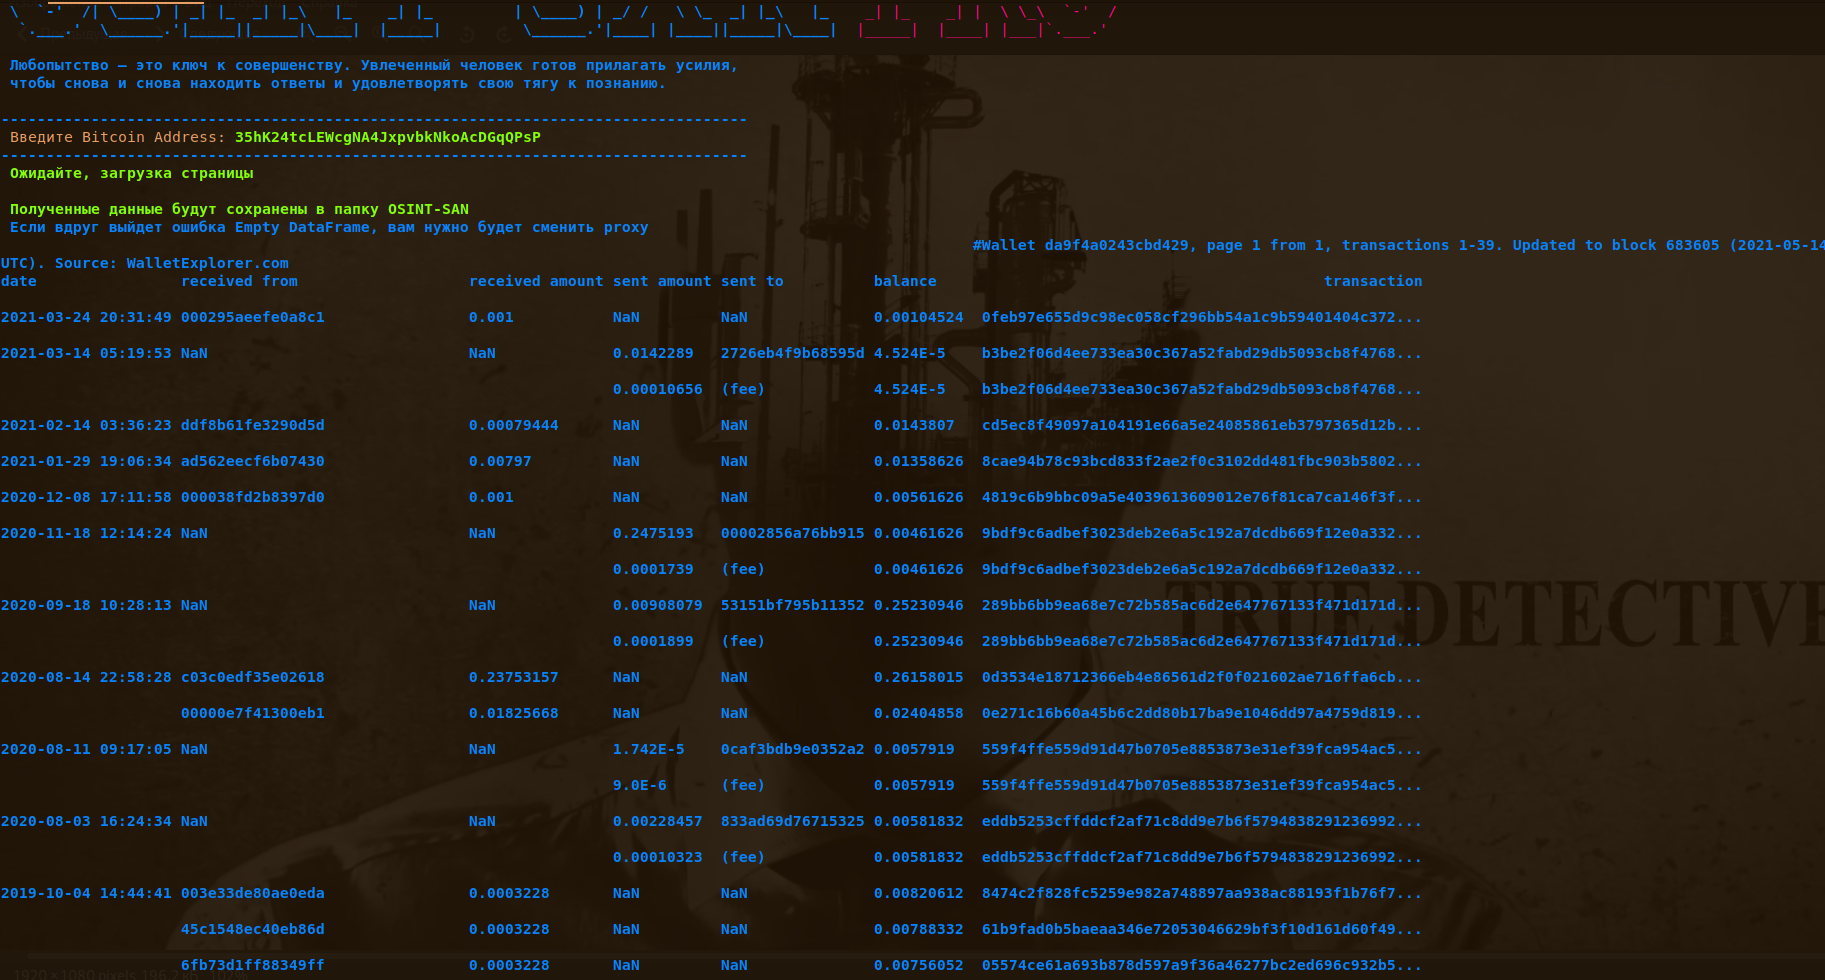 Любопытство — это ключ к совершенству. Увлеченный человек готов прилагать усилия,
чтобы снова и снова находить ответы и удовлетворять свою тягу к познанию.
-----------------------------------------------------------------------------------
Введите Bitcoin Address: 35hK24tcLEWcgNA4JxpvbkNkoAcDGqQPsP
-----------------------------------------------------------------------------------
Ожидайте, загрузка страницы
Полученные данные будут сохранены в папку OSINT-SAN
Если вдруг выйдет ошибка Empty DataFrame, вам нужно будет сменить proxy
#Wallet da9f4a0243cbd429, page 1 from 1, transactions 1-39. Updated to block 683605 (2021-05-14
UTC). Source: WalletExplorer.com
date received from received amount sent amount sent to balance transaction
2021-03-24 20:31:49 000295aeefe0a8c1 0.001 NaN NaN 0.00104524 0feb97e655d9c98ec058cf296bb54a1c9b59401404c372...
2021-03-14 05:19:53 NaN NaN 0.0142289 2726eb4f9b68595d 4.524E-5 b3be2f06d4ee733ea30c367a52fabd29db5093cb8f4768...
0.00010656 (fee) 4.524E-5 b3be2f06d4ee733ea30c367a52fabd29db5093cb8f4768...
2021-02-14 03:36:23 ddf8b61fe3290d5d 0.00079444 NaN NaN 0.0143807 cd5ec8f49097a104191e66a5e24085861eb3797365d12b...
2021-01-29 19:06:34 ad562eecf6b07430 0.00797 NaN NaN 0.01358626 8cae94b78c93bcd833f2ae2f0c3102dd481fbc903b5802...
2020-12-08 17:11:58 000038fd2b8397d0 0.001 NaN NaN 0.00561626 4819c6b9bbc09a5e4039613609012e76f81ca7ca146f3f...
2020-11-18 12:14:24 NaN NaN 0.2475193 00002856a76bb915 0.00461626 9bdf9c6adbef3023deb2e6a5c192a7dcdb669f12e0a332...
0.0001739 (fee) 0.00461626 9bdf9c6adbef3023deb2e6a5c192a7dcdb669f12e0a332...
2020-09-18 10:28:13 NaN NaN 0.00908079 53151bf795b11352 0.25230946 289bb6bb9ea68e7c72b585ac6d2e647767133f471d171d...
0.0001899 (fee) 0.25230946 289bb6bb9ea68e7c72b585ac6d2e647767133f471d171d...
TRUE DETECTIVE
2020-08-14 22:58:28 c03c0edf35e02618 0.23753157 NaN NaN 0.26158015 0d3534e18712366eb4e86561d2f0f021602ae716ffa6cb...
00000e7f41300eb1 0.01825668 NaN NaN 0.02404858 0e271c16b60a45b6c2dd80b17ba9e1046dd97a4759d819...
2020-08-11 09:17:05 NaN NaN 1.742E-5 0caf3bdb9e0352a2 0.0057919 559f4ffe559d91d47b0705e8853873e31ef39fca954ac5...
9.0E-6 (fee) 0.0057919 559f4ffe559d91d47b0705e8853873e31ef39fca954ac5...
2020-08-03 16:24:34 NaN NaN 0.00228457 833ad69d76715325 0.00581832 eddb5253cffddcf2af71c8dd9e7b6f5794838291236992...
0.00010323 (fee) 0.00581832 eddb5253cffddcf2af71c8dd9e7b6f5794838291236992...
2019-10-04 14:44:41 003e33de80ae0eda 0.0003228 NaN NaN 0.00820612 8474c2f828fc5259e982a748897aa938ac88193f1b76f7...
45c1548ec40eb86d 0.0003228 NaN NaN 0.00788332 61b9fad0b5baeaa346e72053046629bf3f10d161d60f49...
6fb73d1ff88349ff 0.0003228 NaN NaN 0.00756052 05574ce61a693b878d597a9f36a46277bc2ed696c932b5...
1920 × 1080 pixels 196.2 kB 102%